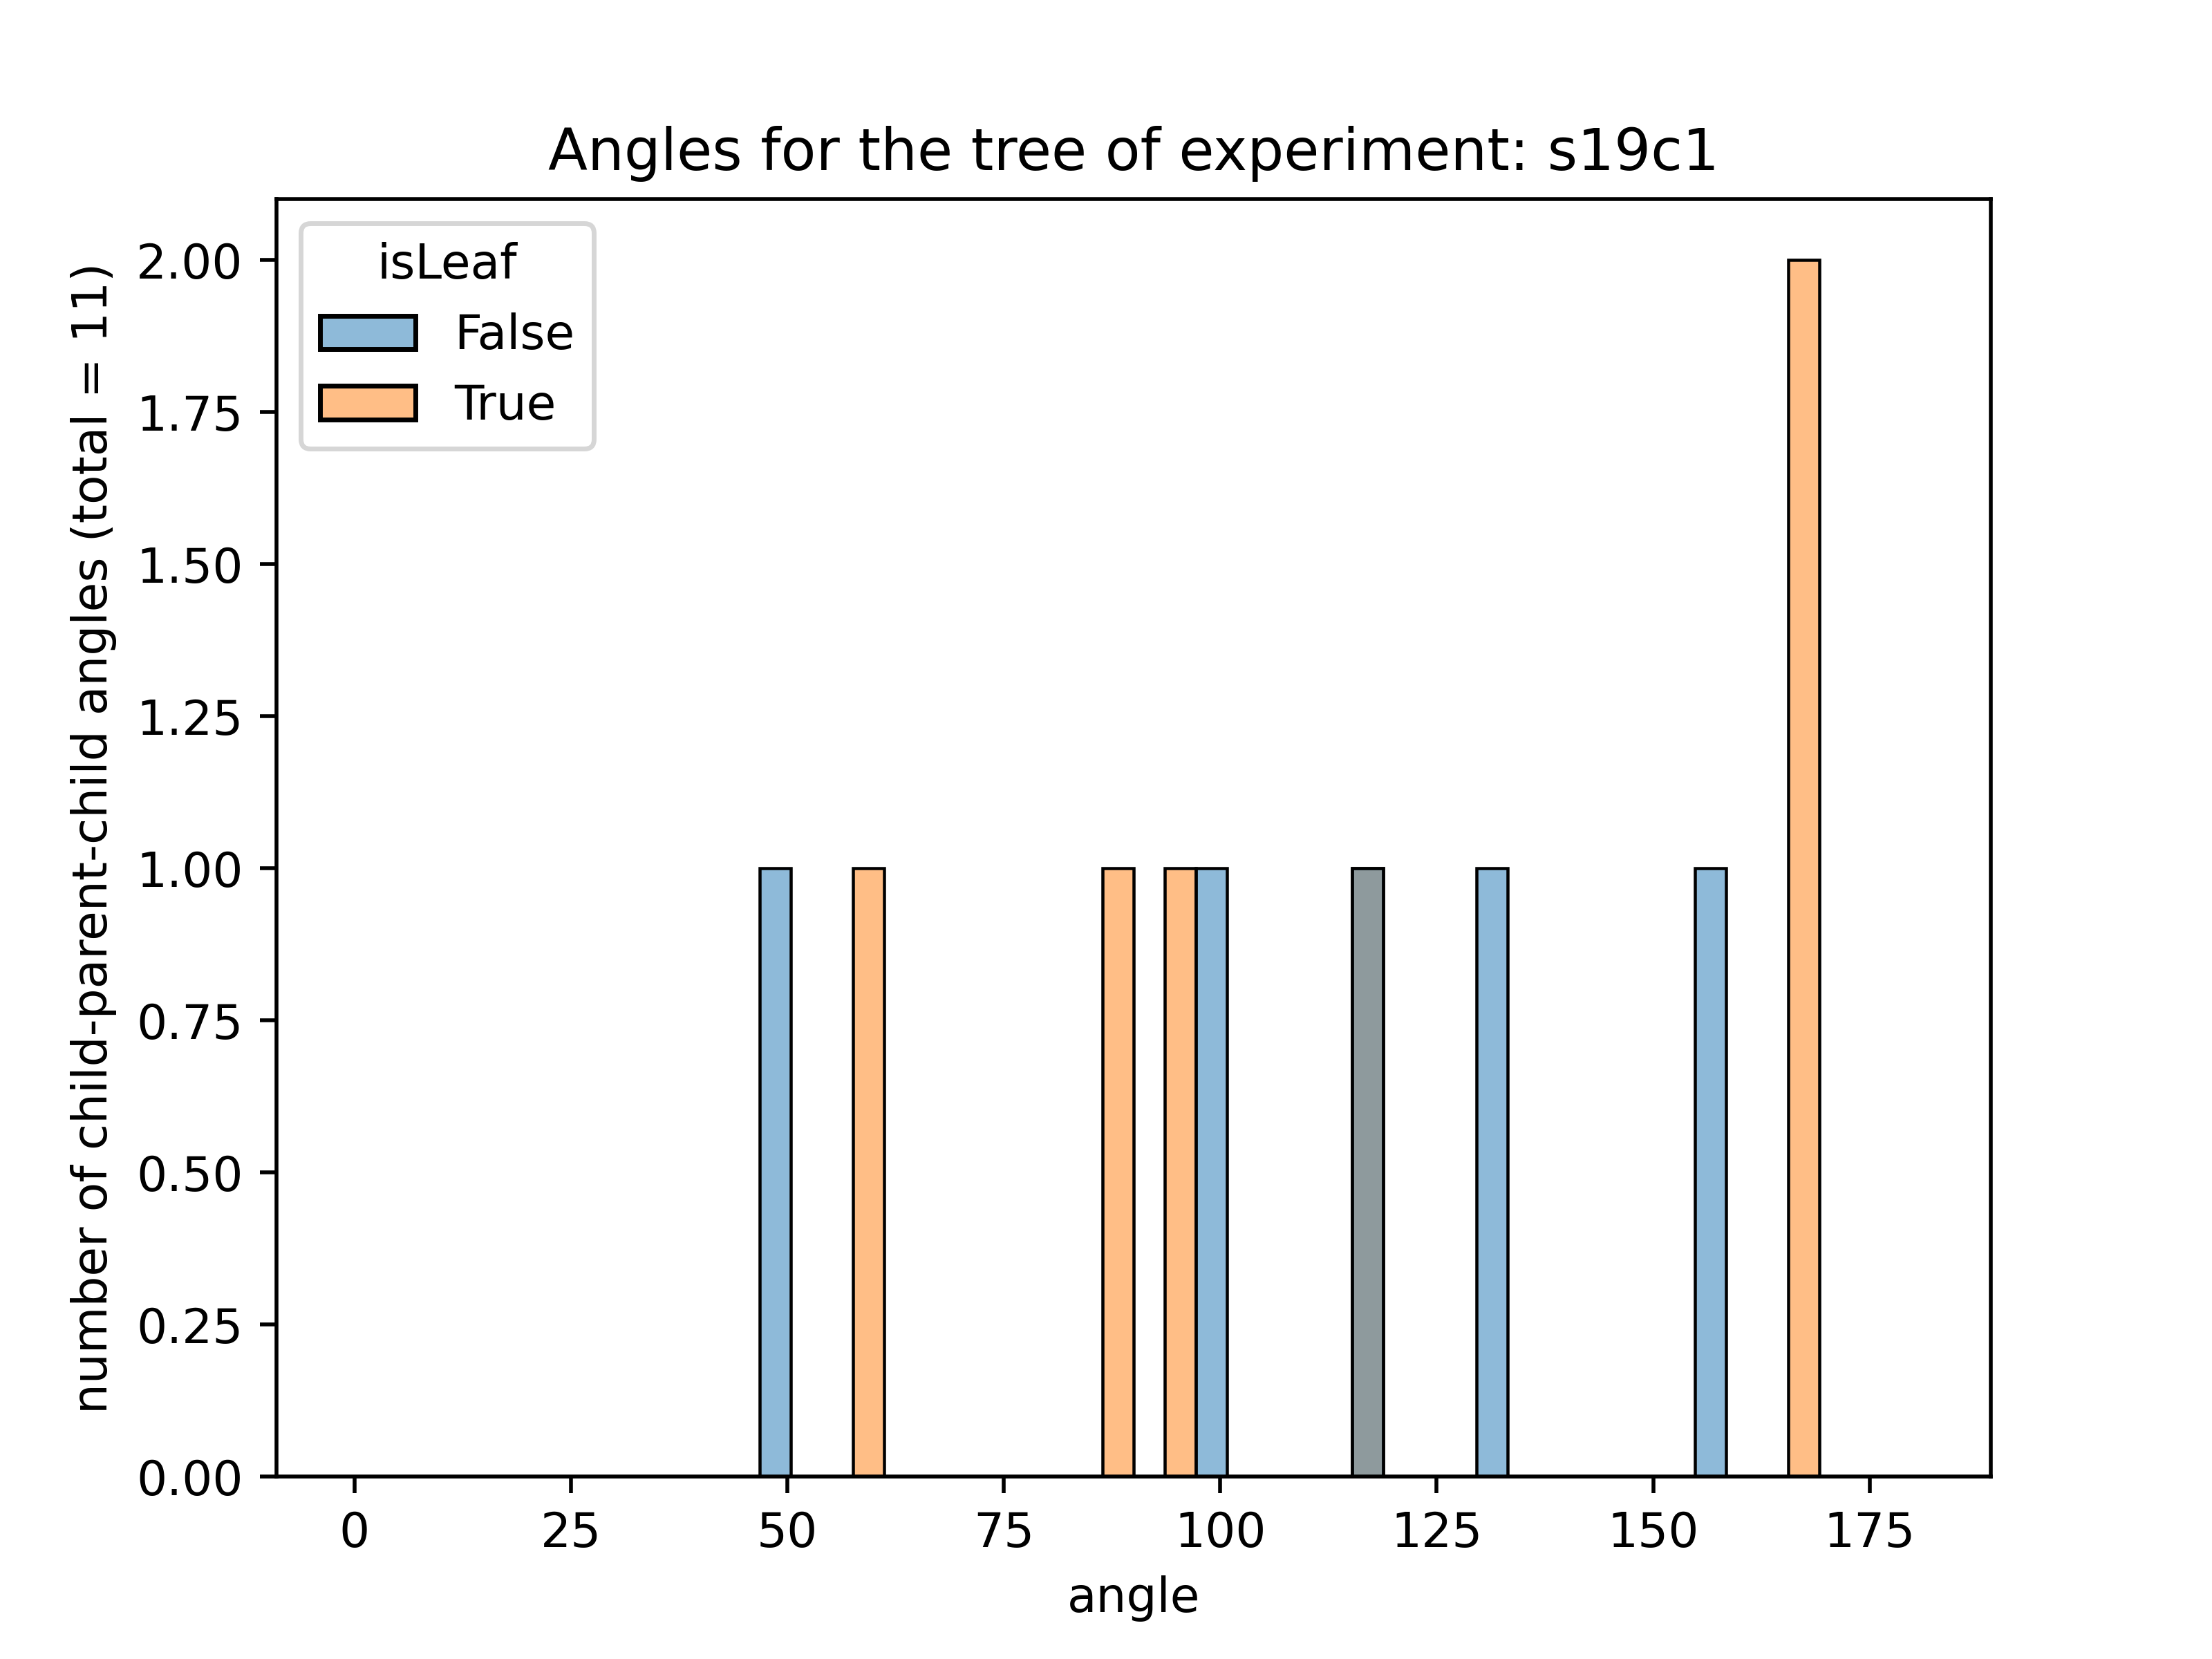 Angles for the tree of experiment: s19c1
isLeaf
False
True
number of child-parent-child angles (total = 11)
2.00
1.75
1.50
1.25
1.00
0.75
0.50
0.25
0.00
0 25 50 75 100 125 150 175
angle